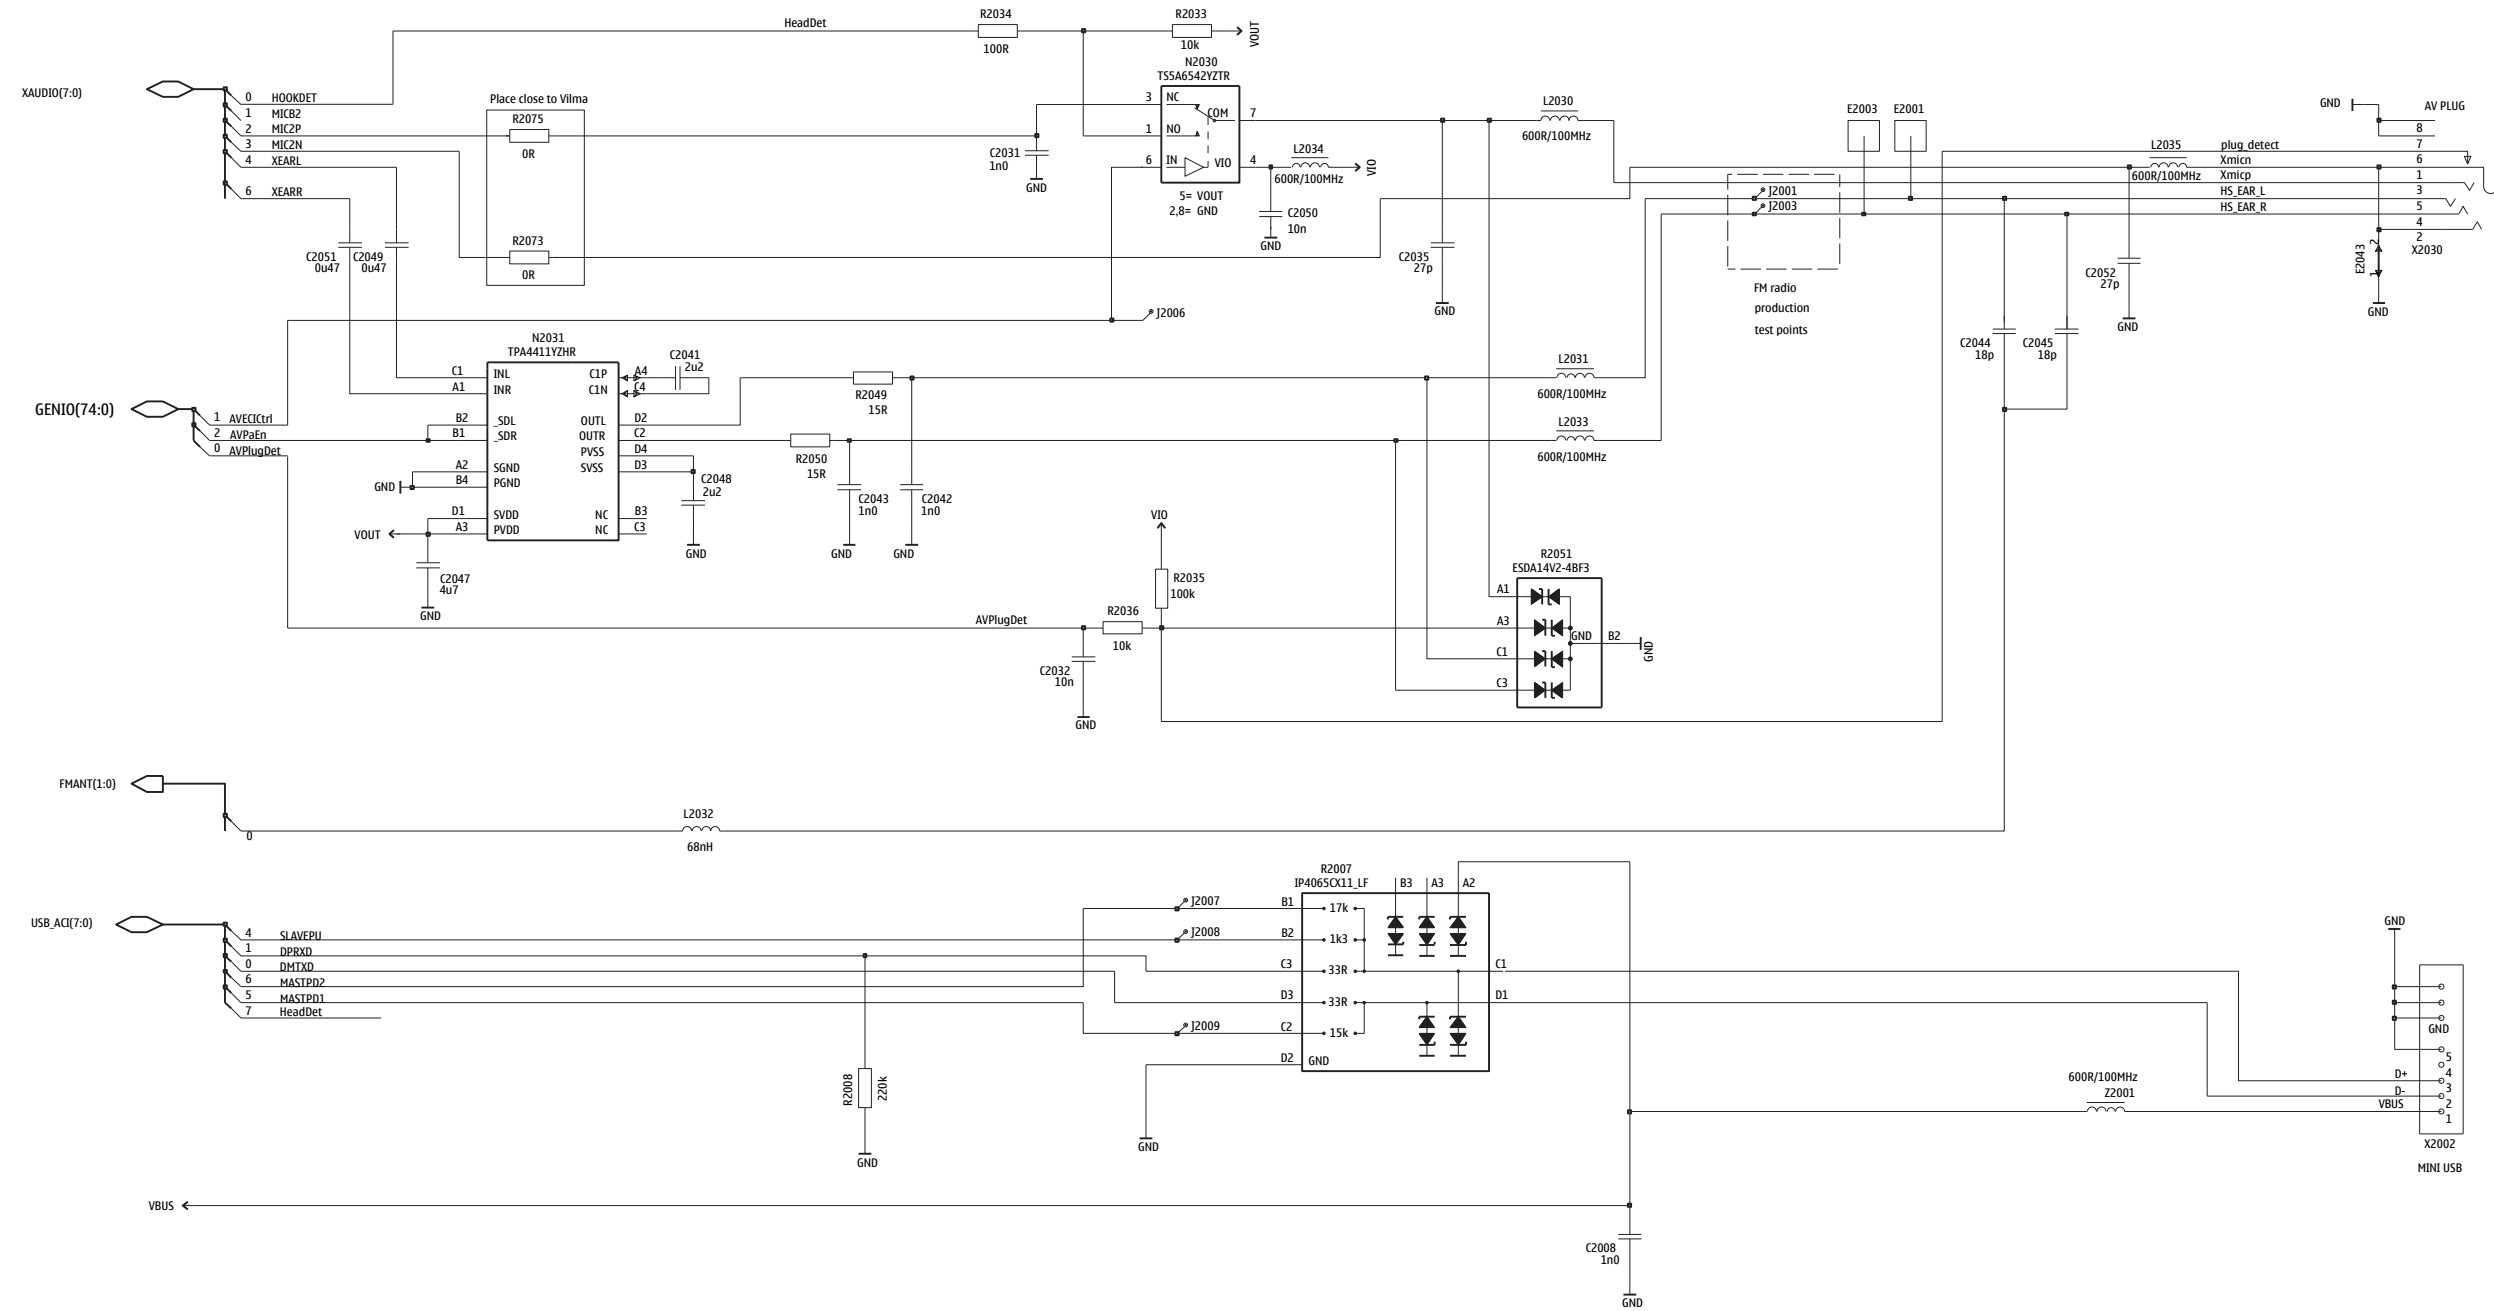 HeadDet
R2034
100R
R2033
10k
VOUT
N2030
TS5A6542YZTR
XAUDIO(7:0)
0 HOOKDET
1 MICB2
2 MIC2P
3 MIC2N
4 XEARL
6 XEARR
Place close to Vilma
R2075
0R
R2073
0R
C2031
1n0
GND
3 NC
1 NO
6 IN
COM 7
VIO 4
5= VOUT
2,8= GND
L2034
600R/100MHz
VIO
C2050
10n
GND
L2030
600R/100MHz
C2035
27p
GND
E2003
E2001
J2001
J2003
FM radio
production
test points
GND
AV PLUG
8
7
plug_detect
L2035
600R/100MHz
Xmicn
6
Xmicp
1
HS_EAR_L
3
HS_EAR_R
5
4
2
X2030
E2043
1
2
GND
C2052
27p
GND
C2044
18p
C2045
18p
C2051
0u47
C2049
0u47
J2006
N2031
TPA4411YZHR
C1 INL
A1 INR
B2 _SDL
B1 _SDR
A2 SGND
B4 PGND
D1 SVDD
A3 PVDD
C1P A4
C1N C4
OUTL D2
OUTR C2
PVSS D4
SVSS D3
NC B3
NC C3
C2041
2u2
GND
VOUT
C2047
4u7
GND
C2048
2u2
GND
R2049
15R
R2050
15R
C2043
1n0
GND
C2042
1n0
GND
L2031
600R/100MHz
L2033
600R/100MHz
GENIO(74:0)
1 AVECICtrl
2 AVPaEn
0 AVPlugDet
VIO
R2035
100k
AVPlugDet
R2036
10k
C2032
10n
GND
R2051
ESDA14V2-4BF3
A1
A3
C1
C3
GND
B2
GND
FMANT(1:0)
0
L2032
68nH
USB_ACI(7:0)
4 SLAVEPU
1 DPRXD
0 DMTXD
6 MASTPD2
5 MASTPD1
7 HeadDet
R2008
220k
GND
J2007
J2008
J2009
R2007
IP4065CX11_LF
B3
A3
A2
B1 17k
B2 1k3
C3 33R
D3 33R
C2 15k
D2 GND
C1
D1
GND
GND
GND
5
4
D+
3
D-
2
VBUS
1
X2002
MINI USB
600R/100MHz
Z2001
VBUS
C2008
1n0
GND